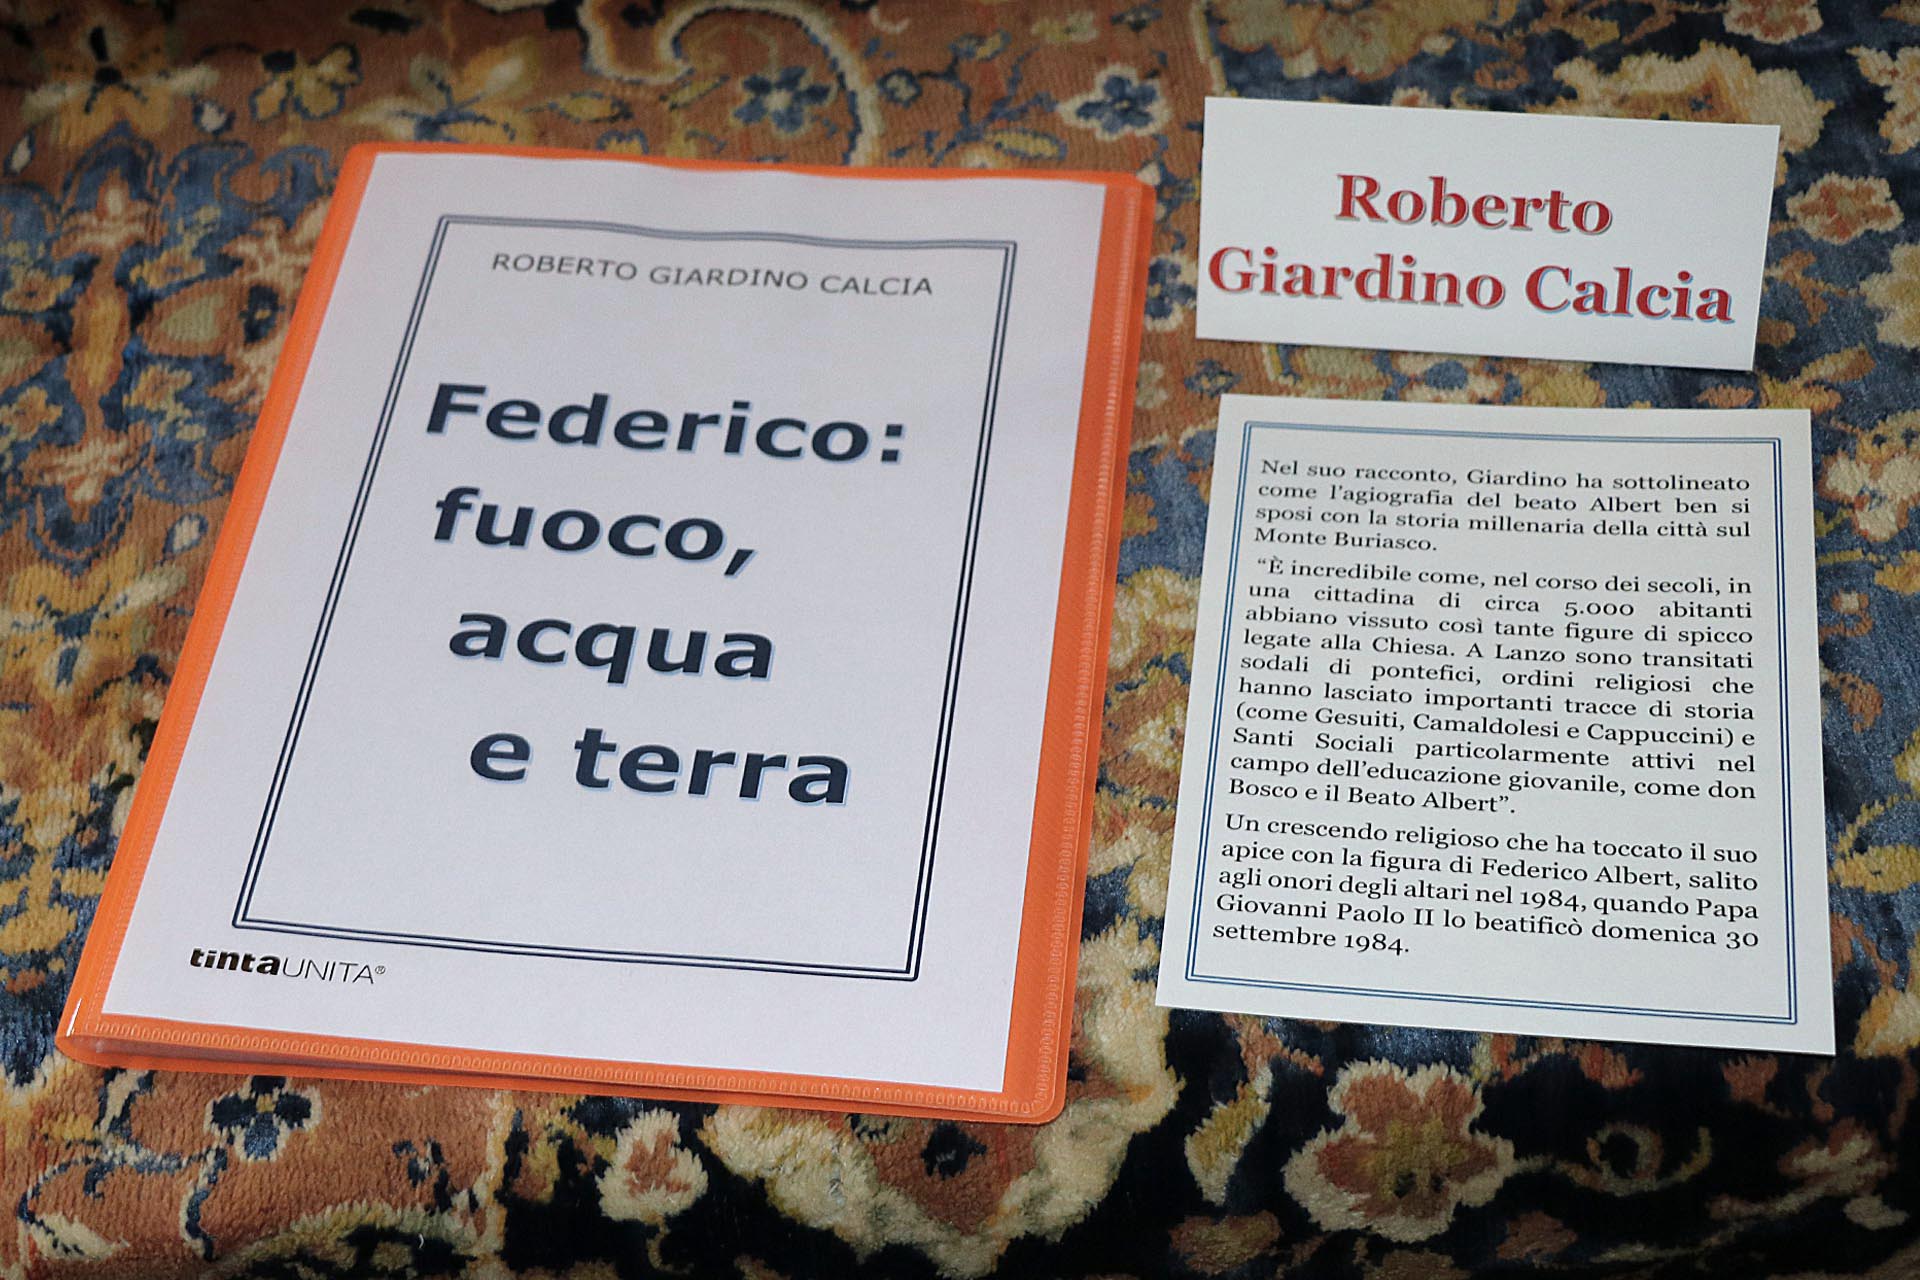 ROBERTO GIARDINO CALCIA
Federico:
fuoco,
acqua
e terra
tintaUNITA®
Roberto
Giardino Calcia
Nel suo racconto, Giardino ha sottolineato
come l'agiografia del beato Albert ben si
sposi con la storia millenaria della città sul
Monte Buriasco.
“È incredibile come, nel corso dei secoli, in
una cittadina di circa 5.000 abitanti
abbiano vissuto così tante figure di spicco
legate alla Chiesa. A Lanzo sono transitati
sodali di pontefici, ordini religiosi che
hanno lasciato importanti tracce di storia
(come Gesuiti, Camaldolesi e Cappuccini) e
Santi Sociali particolarmente attivi nel
campo dell'educazione giovanile, come don
Bosco e il Beato Albert”.
Un crescendo religioso che ha toccato il suo
apice con la figura di Federico Albert, salito
agli onori degli altari nel 1984, quando Papa
Giovanni Paolo II lo beatificò domenica 30
settembre 1984.